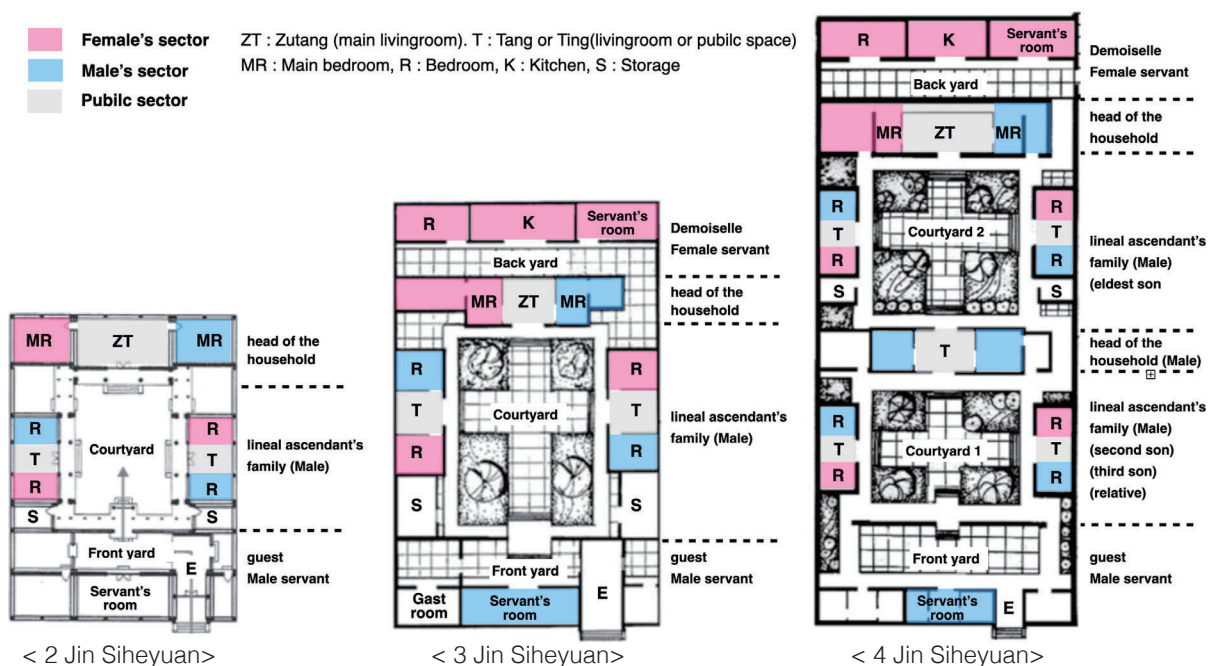 Female's sector
Male's sector
Pubilc sector
ZT : Zutang (main livingroom). T : Tang or Ting(livingroom or pubilc space)
MR : Main bedroom, R : Bedroom, K : Kitchen, S : Storage
MR
ZT
MR
head of the
household
R
T
R
Courtyard
R
T
R
lineal ascendant's
family (Male)
S
S
Front yard
E
Servant's
room
guest
Male servant
< 2 Jin Siheyuan>
R
K
Servant's
room
Demoiselle
Female servant
Back yard
MR
ZT
MR
head of the
household
R
T
R
Courtyard
R
T
R
lineal ascendant's
family (Male)
S
S
Front yard
E
Gast
room
Servant's
room
guest
Male servant
< 3 Jin Siheyuan>
R
K
Servant's
room
Demoiselle
Female servant
Back yard
MR
ZT
MR
head of the
household
R
T
R
Courtyard 2
R
T
R
lineal ascendant's
family (Male)
(eldest son
S
S
T
head of the
household (Male)
R
T
R
Courtyard 1
R
T
R
lineal ascendant's
family (Male)
(second son)
(third son)
(relative)
Front yard
Servant's
room
E
guest
Male servant
< 4 Jin Siheyuan>